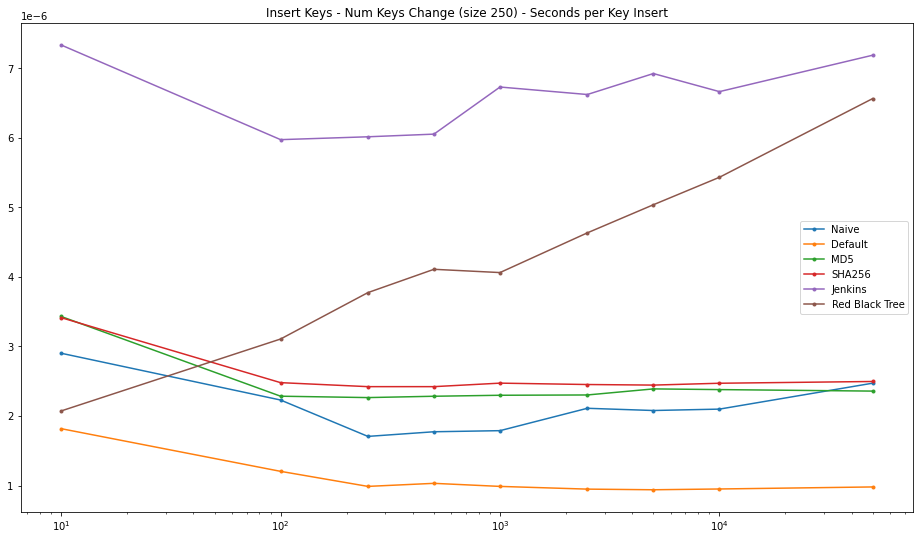 Insert Keys - Num Keys Change (size 250) - Seconds per Key Insert
1e−6
7
6
5
4
3
2
1
10¹
10²
10³
10⁴
Naive
Default
MD5
SHA256
Jenkins
Red Black Tree